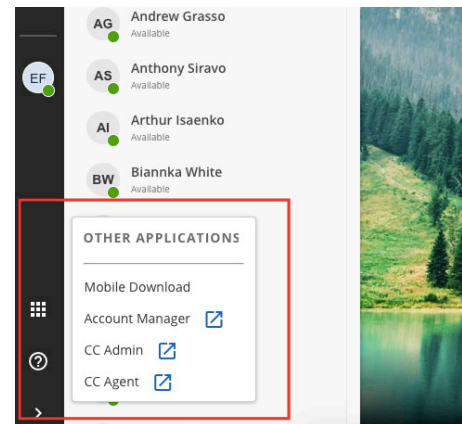 AG
Andrew Grasso
Available
EF
AS
Anthony Siravo
Available
AI
Arthur Isaenko
Available
BW
Biannka White
Available
OTHER APPLICATIONS
Mobile Download
Account Manager
CC Admin
CC Agent